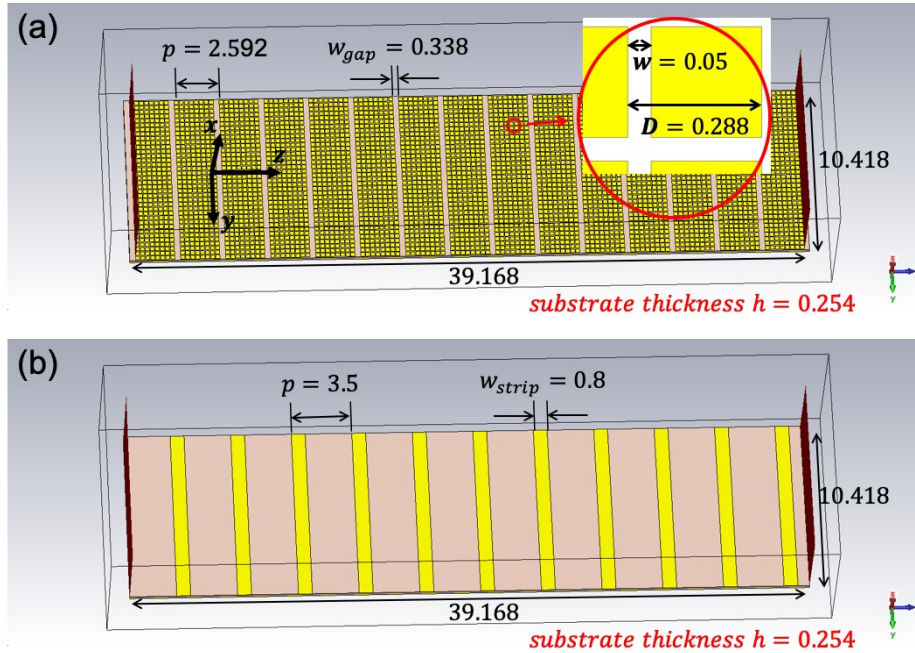 (a)
p = 2.592
w_gap = 0.338
w = 0.05
D = 0.288
x
z
y
10.418
39.168
substrate thickness h = 0.254
x
y
(b)
p = 3.5
w_strip = 0.8
10.418
39.168
substrate thickness h = 0.254
x
y